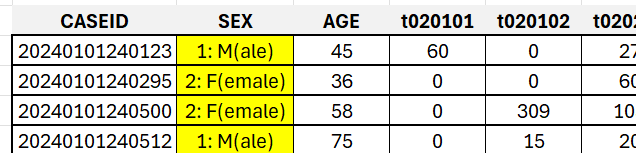 CASEID SEX AGE t020101 t020102 t020
20240101240123 1: M(ale) 45 60 0 27
20240101240295 2: F(emale) 36 0 0 60
20240101240500 2: F(emale) 58 0 309 10
20240101240512 1: M(ale) 75 0 15 20